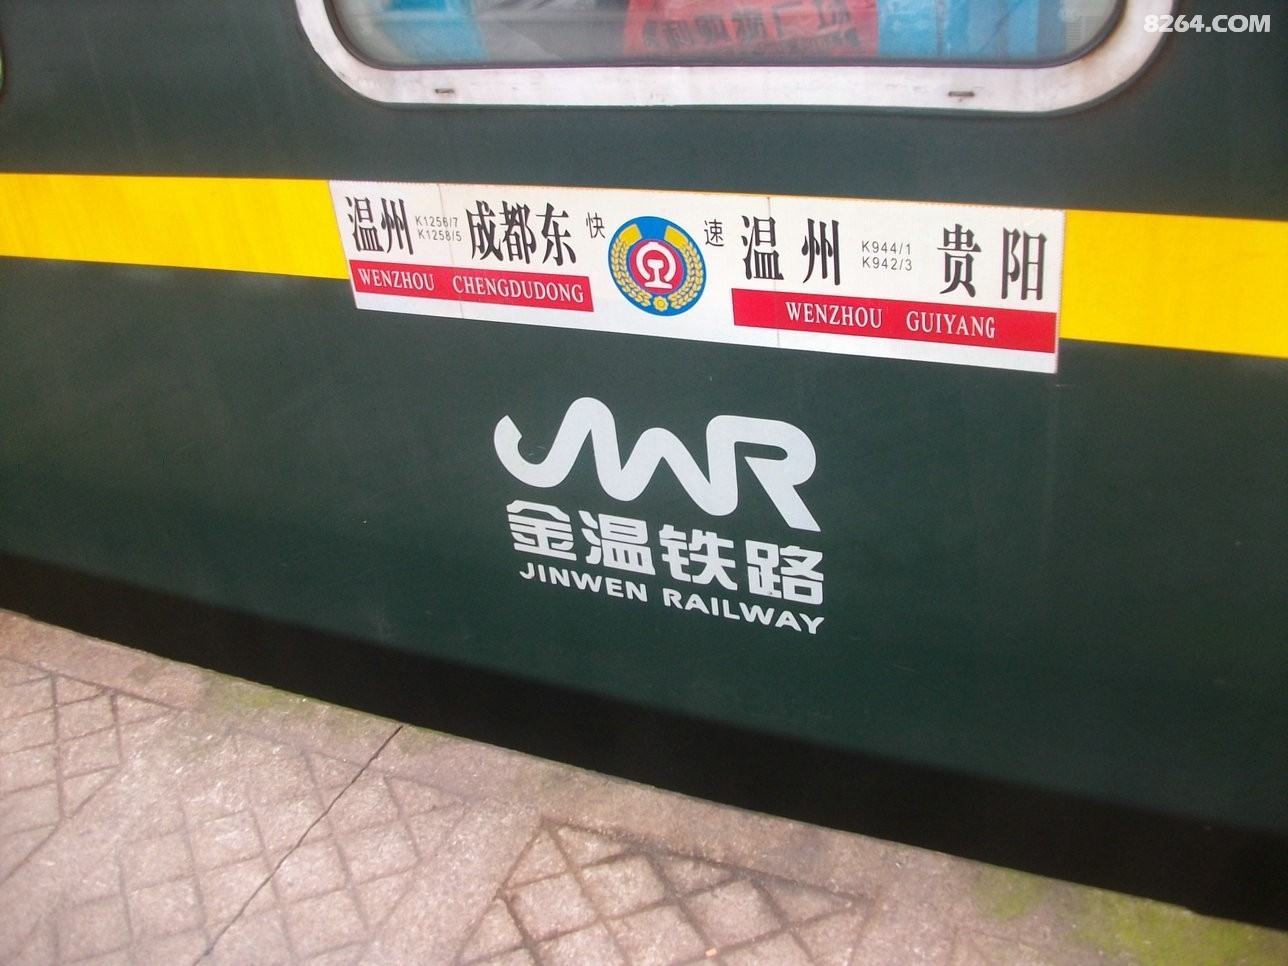 8264.COM
温州 K1256/7 成都东 快 速 温州 K944/1 贵阳
K1258/5 K942/3
WENZHOU CHENGDUDONG WENZHOU GUIYANG
JWR
金温铁路
JINWEN RAILWAY